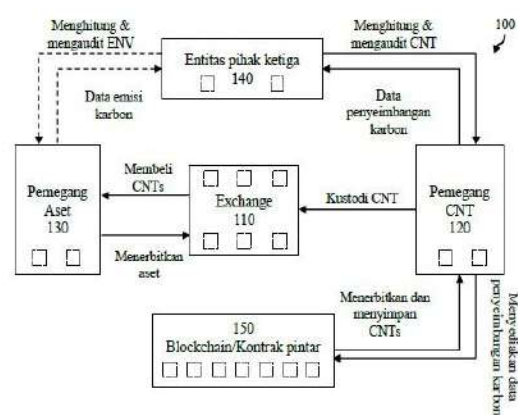 Menghitung &
mengaudit ENV
Menghitung &
mengaudit CNT
100
Entitas pihak ketiga
140
Data emisi
karbon
Data
penyeimbangan
karbon
Pemegang
Aset
130
Membeli
CNTs
Exchange
110
Kustodi CNT
Pemegang
CNT
120
Menerbitkan
aset
Menerbitkan dan
menyimpan
CNTs
150
Blockchain/Kontrak pintar
Menyediakan data
penyeimbangan karbon